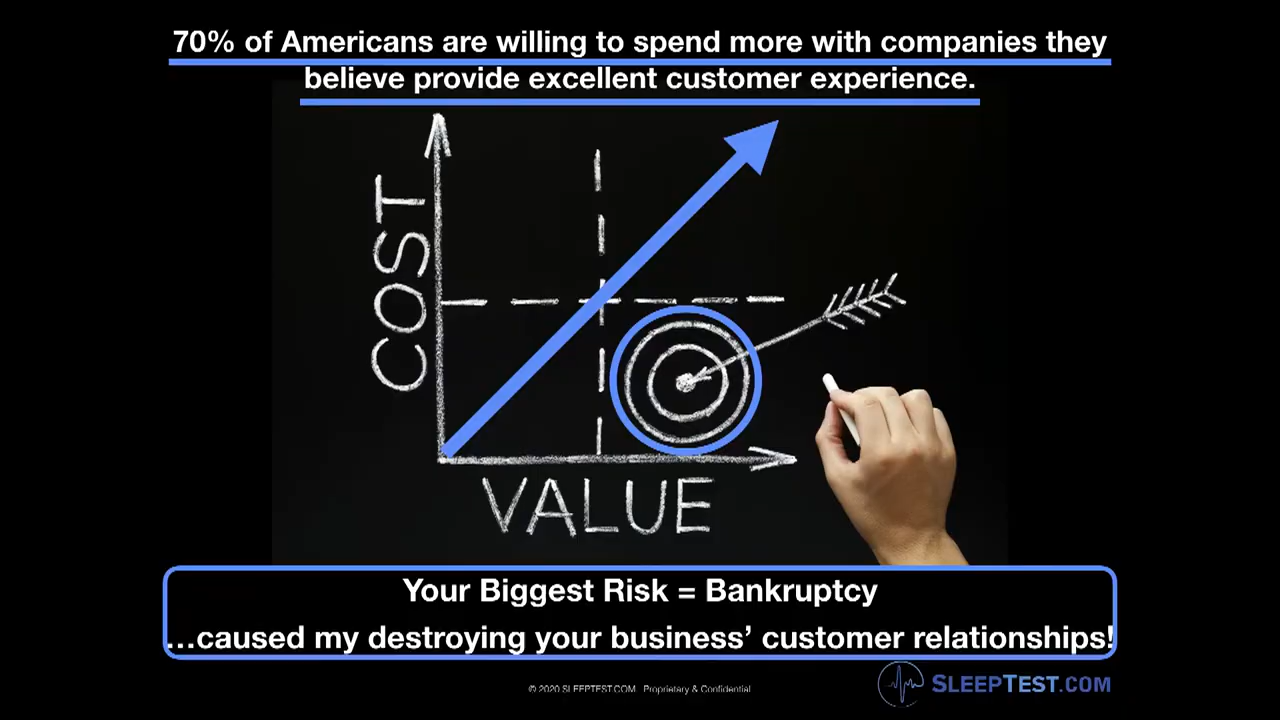 70% of Americans are willing to spend more with companies they
believe provide excellent customer experience.
COST
VALUE
Your Biggest Risk = Bankruptcy
...caused my destroying your business’ customer relationships!
© 2020 SLEEPTEST.COM Proprietary & Confidential
SLEEPTEST.COM